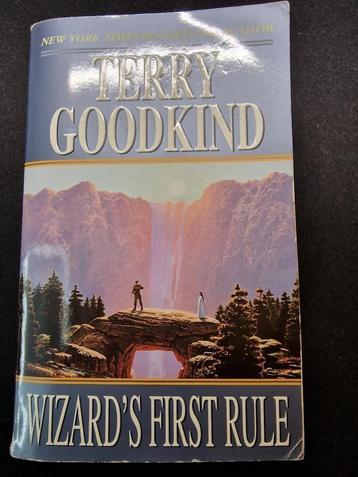 NEW YORK TIMES BESTSELLING AUTHOR
TERRY
GOODKIND
WIZARD'S FIRST RULE